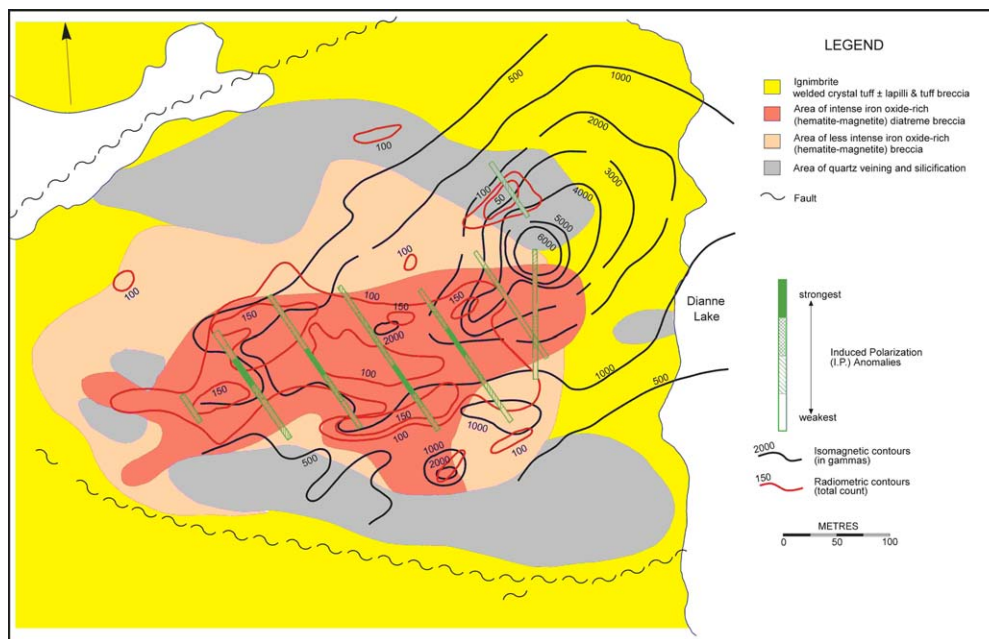 LEGEND
Ignimbrite
welded crystal tuff ± lapilli & tuff breccia
Area of intense iron oxide-rich
(hematite-magnetite) diatreme breccia
Area of less intense iron oxide-rich
(hematite-magnetite) breccia
Area of quartz veining and silicification
Fault
strongest
Induced Polarization
(I.P.) Anomalies
weakest
2000
Isomagnetic contours
(in gammas)
150
Radiometric contours
(total count)
METRES
0 50 100
Dianne
Lake
500
1000
2000
3000
4000
5000
6000
100
100
50
100
100
100
150
150
150
2000
100
150
150
100
1000
2000
1000
100
500
1000
500